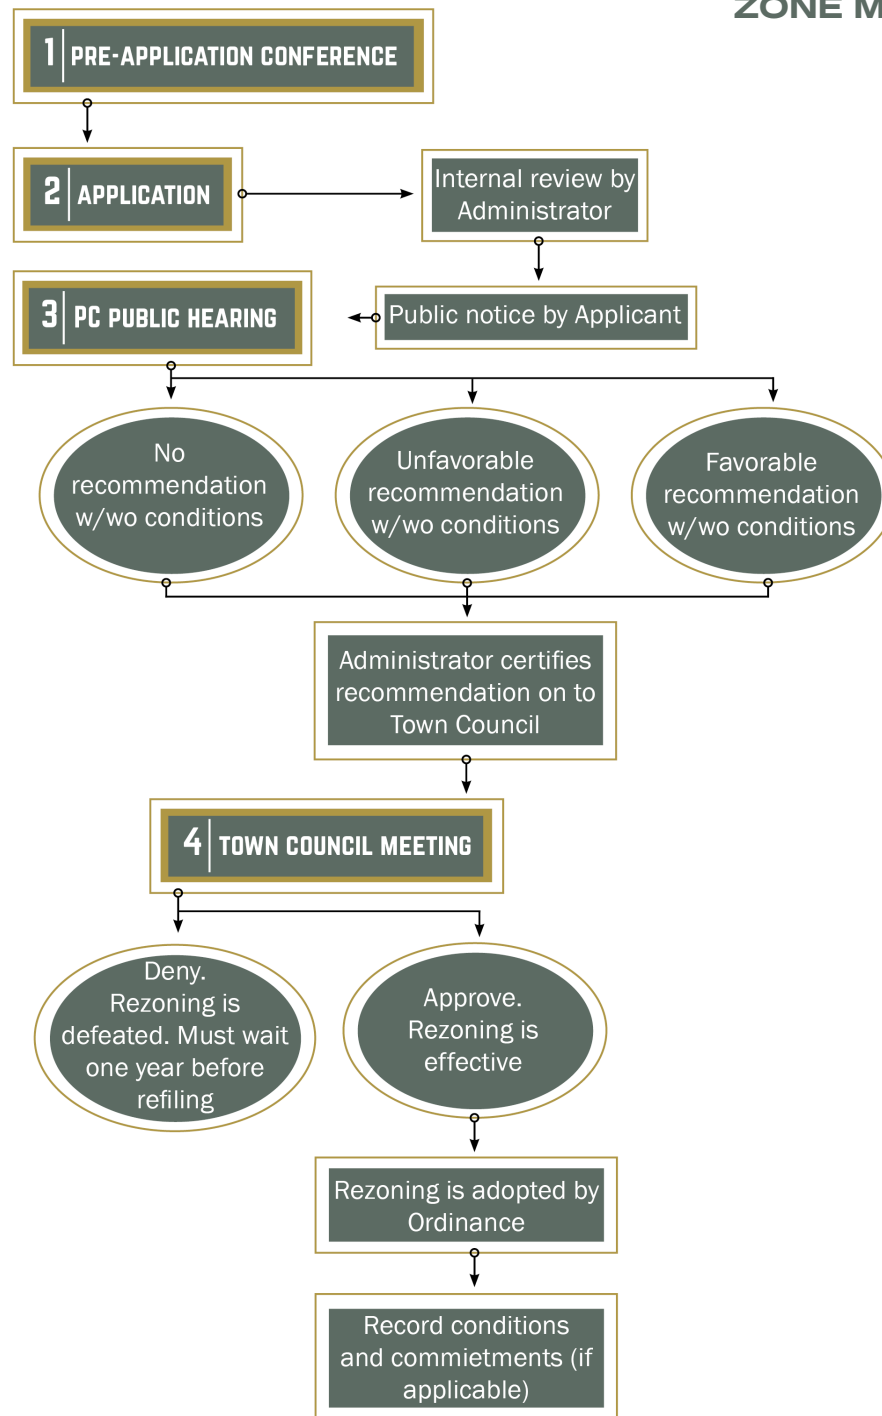 ZONE M
1 PRE-APPLICATION CONFERENCE
2 APPLICATION
Internal review by
Administrator
3 PC PUBLIC HEARING
Public notice by Applicant
No
recommendation
w/wo conditions
Unfavorable
recommendation
w/wo conditions
Favorable
recommendation
w/wo conditions
Administrator certifies
recommendation on to
Town Council
4 TOWN COUNCIL MEETING
Deny.
Rezoning is
defeated. Must wait
one year before
refiling
Approve.
Rezoning is
effective
Rezoning is adopted by
Ordinance
Record conditions
and commietments (if
applicable)